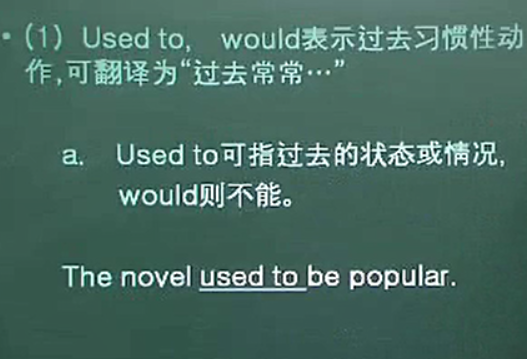 • (1) Used to, would表示过去习惯性动
作,可翻译为“过去常常…”
a. Used to可指过去的状态或情况,
would则不能。
The novel used to be popular.